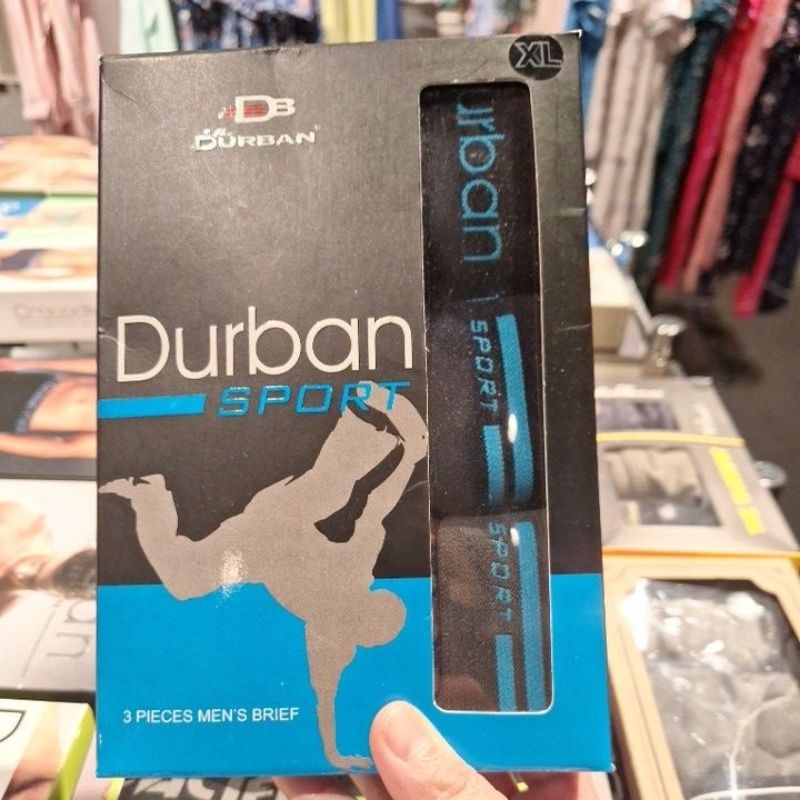 XL
DB
DURBAN
urban
Durban
SPORT
SPORT
SPORT
3 PIECES MEN'S BRIEF